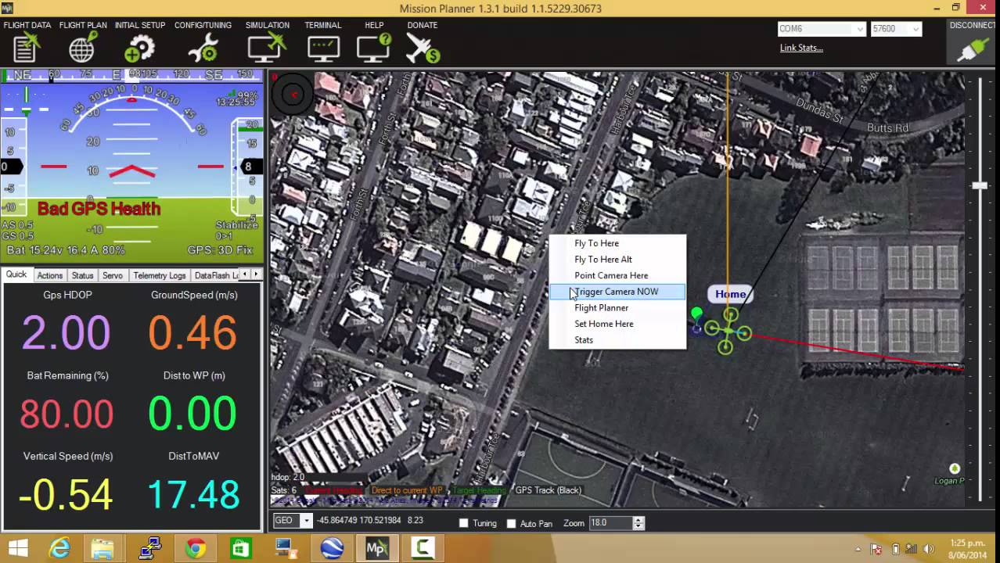 Mission Planner 1.3.1 build 1.1.5229.30673
FLIGHT DATA FLIGHT PLAN INITIAL SETUP CONFIG/TUNING SIMULATION TERMINAL HELP DONATE
COM6 57600 DISCONNECT
Link Stats...
NE 60 75 E 98 105 120 SE 150
99%
13:25:55
Bad GPS Health
AS 0.5
GS 0.5
Stabilize
0>1
Bat 15.24v 16.4 A 80% GPS: 3D Fix
Quick Actions Status Servo Telemetry Logs DataFlash Lo
Gps HDOP GroundSpeed (m/s)
2.00 0.46
Bat Remaining (%) Dist to WP (m)
80.00 0.00
Vertical Speed (m/s) DistToMAV
-0.54 17.48
Forth St
Forth St
Harbour Tce
Harbour Tce
Dundas St
Butts Rd
Fly To Here
Fly To Here Alt
Point Camera Here
Trigger Camera NOW
Flight Planner
Set Home Here
Stats
Home
Logan P
hdop: 2.0
Sats: 6 Current Heading Direct to current WP Target Heading GPS Track (Black)
GEO -45.864749 170.521984 8.23 Tuning Auto Pan Zoom 18.0
1:25 p.m.
8/06/2014